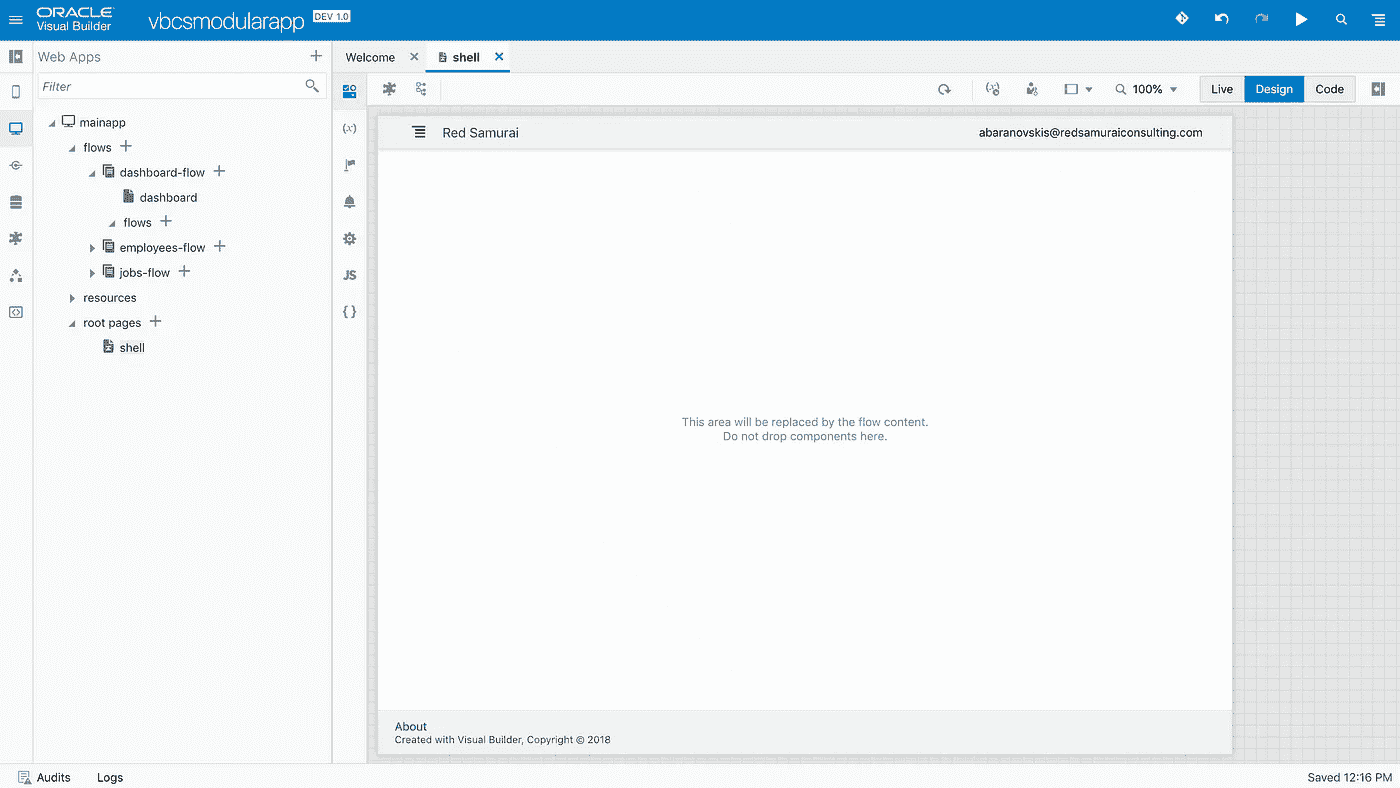 ORACLE
Visual Builder
vbcsmodularapp
DEV 1.0
Web Apps
Filter
mainapp
flows
dashboard-flow
dashboard
flows
employees-flow
jobs-flow
resources
root pages
shell
Welcome
shell
(x)
JS
{ }
100%
Live
Design
Code
Red Samurai
abaranovskis@redsamuraiconsulting.com
This area will be replaced by the flow content.
Do not drop components here.
About
Created with Visual Builder, Copyright © 2018
Audits
Logs
Saved 12:16 PM